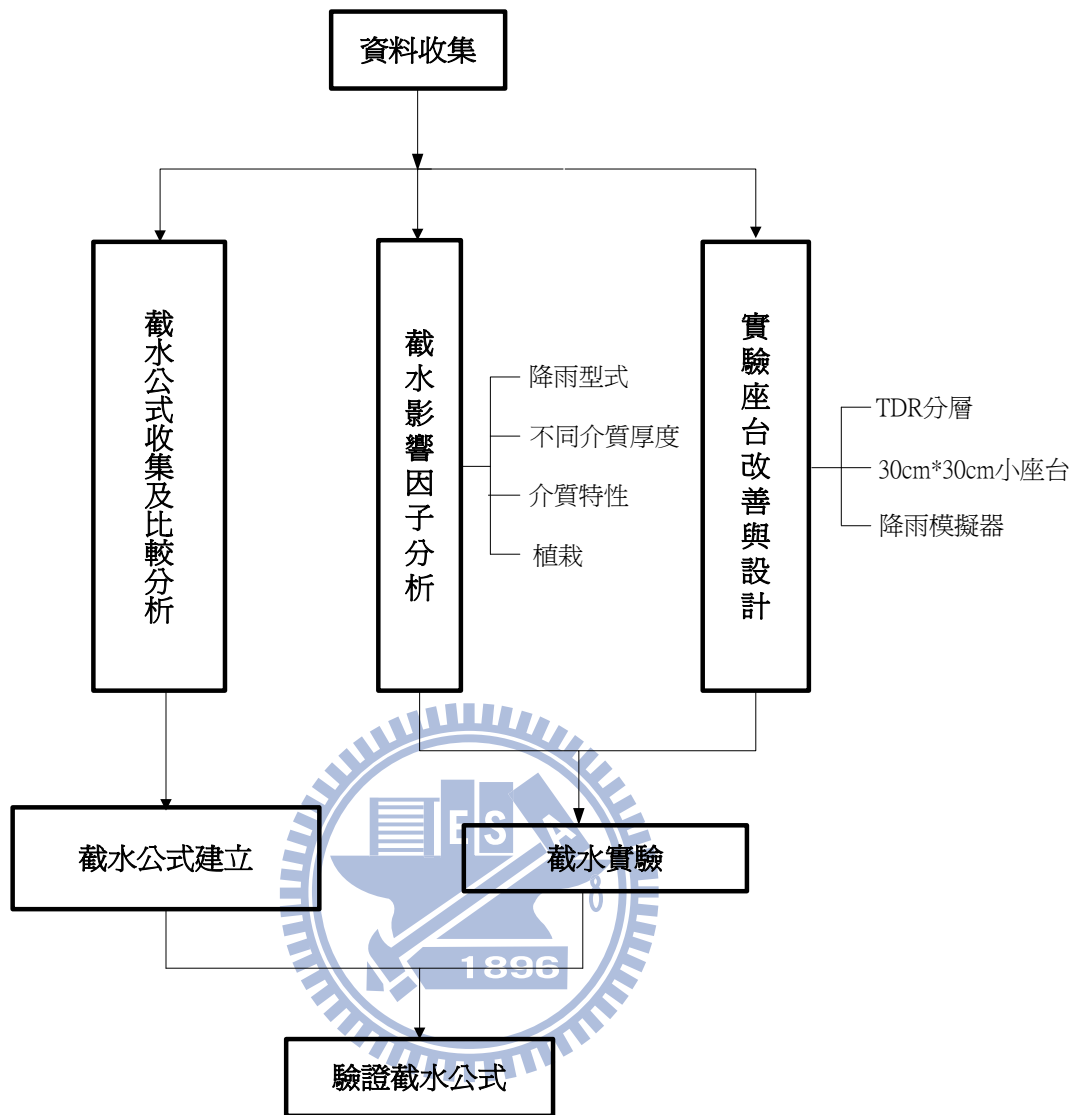 資料收集
截水公式收集及比較分析
截水影響因子分析
降雨型式
不同介質厚度
介質特性
植栽
實驗座台改善與設計
TDR分層
30cm*30cm小座台
降雨模擬器
截水公式建立
截水實驗
E S A
1896
驗證截水公式